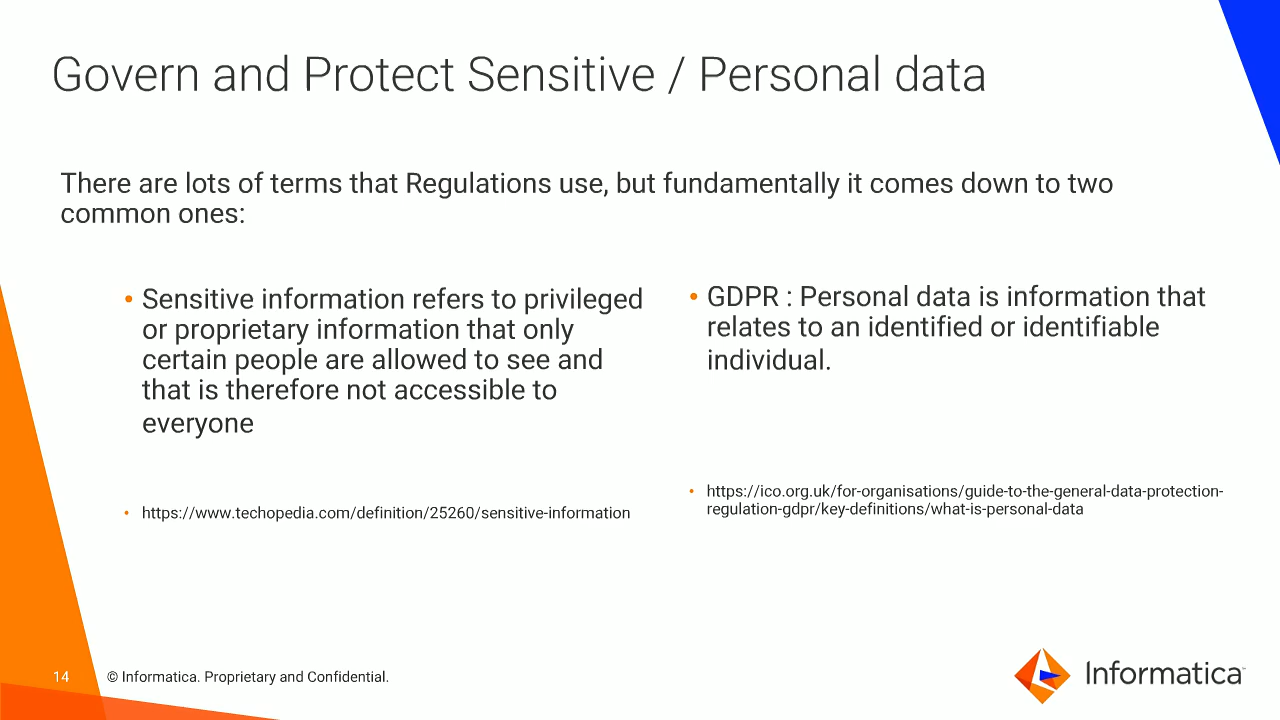 Govern and Protect Sensitive / Personal data
There are lots of terms that Regulations use, but fundamentally it comes down to two
common ones:
• Sensitive information refers to privileged
or proprietary information that only
certain people are allowed to see and
that is therefore not accessible to
everyone
• https://www.techopedia.com/definition/25260/sensitive-information
• GDPR : Personal data is information that
relates to an identified or identifiable
individual.
• https://ico.org.uk/for-organisations/guide-to-the-general-data-protection-
regulation-gdpr/key-definitions/what-is-personal-data
14
© Informatica. Proprietary and Confidential.
Informatica